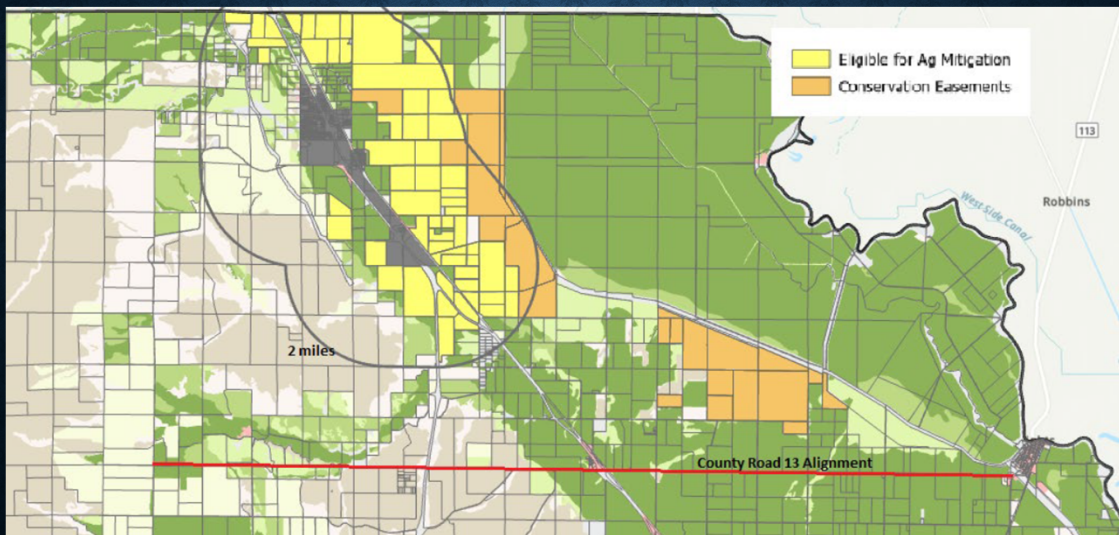 Eligible for Ag Mitigation
Conservation Easements
113
West Side Canal
Robbins
2 miles
County Road 13 Alignment